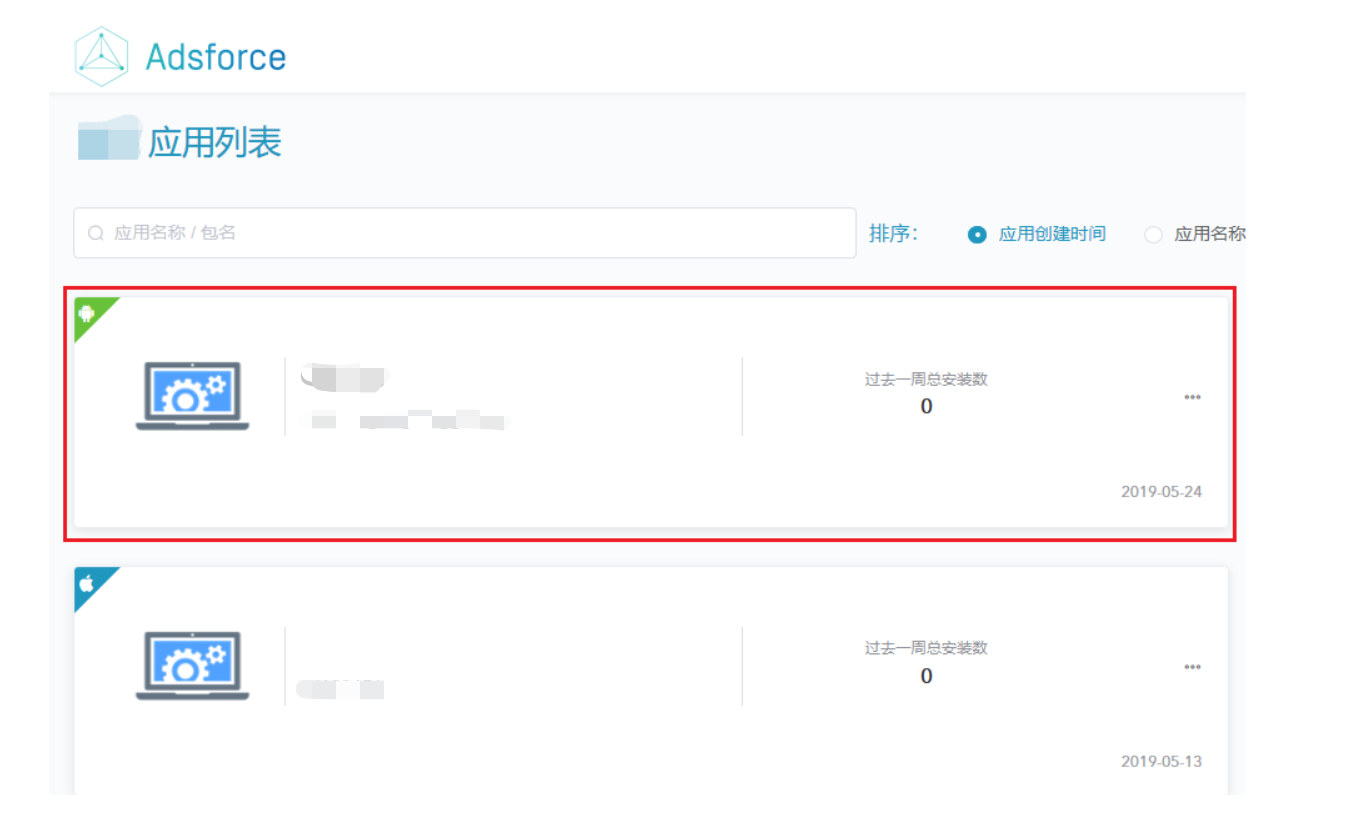 Adsforce
应用列表
应用名称 / 包名
排序：
应用创建时间
应用名称
过去一周总安装数
0
2019-05-24
过去一周总安装数
0
2019-05-13